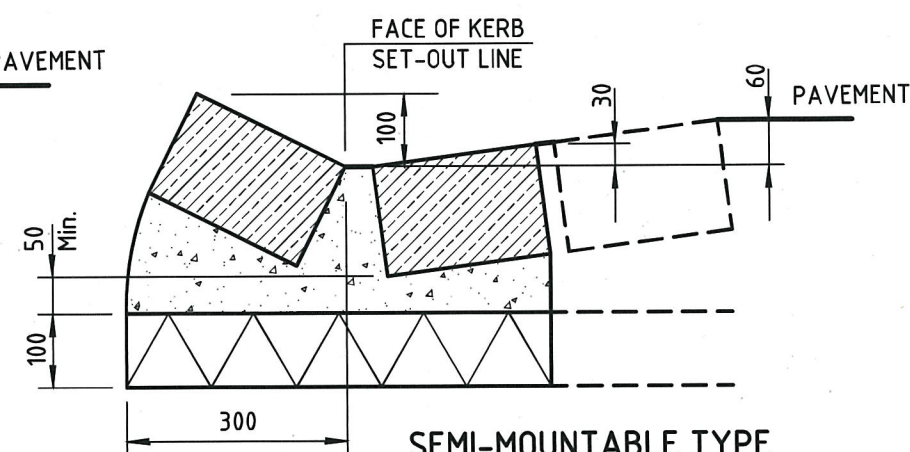 FACE OF KERB
SET-OUT LINE
AVEMENT
PAVEMENT
60
30
100
50
Min.
100
300
SEMI-MOUNTABLE TYPE